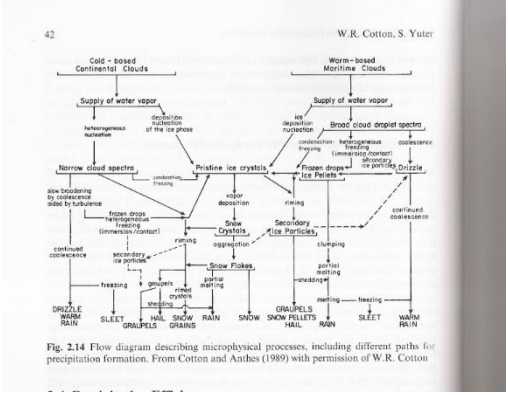 42
W.R. Cotton, S. Yuter
Cold - based
Continental Clouds
Warm-based
Maritime Clouds
Supply of water vapor
Supply of water vapor
heterogeneous
nucleation
deposition
nucleation
of the ice phase
ice
deposition
nucleation
Broad cloud droplet spectra
condensation
freezing
heterogeneous
freezing
(immersion/contact)
coalescence
secondary
ice particles
Narrow cloud spectra
condensation
freezing
Pristine ice crystals
Frozen drops
Ice Pellets
Drizzle
slow broadening
by coalescence
aided by turbulence
vapor
deposition
riming
frozen drops
heterogeneous
freezing
(immersion/contact)
Snow
Crystals
Secondary
Ice Particles
continued
coalescence
riming
aggregation
clumping
continued
coalescence
secondary
ice particles
Snow Flakes
partial
melting
freezing
graupels
rimed
crystals
partial
melting
shedding
shedding
melting
freezing
DRIZZLE
WARM
RAIN
SLEET
GRAUPELS
HAIL
SNOW
GRAINS
RAIN
SNOW
GRAUPELS
SNOW PELLETS
HAIL
RAIN
SLEET
WARM
RAIN
Fig. 2.14 Flow diagram describing microphysical processes, including different paths for
precipitation formation. From Cotton and Anthes (1989) with permission of W.R. Cotton